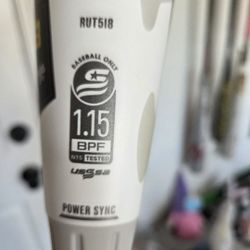 RUT518
BASEBALL ONLY
S
1.15
BPF
NTS TESTED
USSSA
POWER SYNC